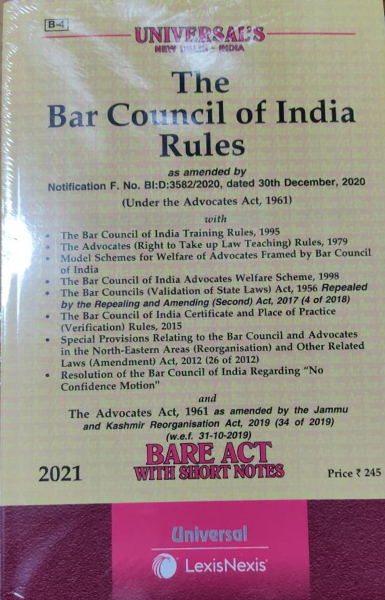 B-4
UNIVERSAL'S
NEW DELHI - INDIA
The
Bar Council of India
Rules
as amended by
Notification F. No. BI:D:3582/2020, dated 30th December, 2020
(Under the Advocates Act, 1961)
with
• The Bar Council of India Training Rules, 1995
• The Advocates (Right to Take up Law Teaching) Rules, 1979
• Model Schemes for Welfare of Advocates Framed by Bar Council
of India
• The Bar Council of India Advocates Welfare Scheme, 1998
• The Bar Councils (Validation of State Laws) Act, 1956 Repealed
by the Repealing and Amending (Second) Act, 2017 (4 of 2018)
• The Bar Council of India Certificate and Place of Practice
(Verification) Rules, 2015
• Special Provisions Relating to the Bar Council and Advocates
in the North-Eastern Areas (Reorganisation) and Other Related
Laws (Amendment) Act, 2012 (26 of 2012)
• Resolution of the Bar Council of India Regarding "No
Confidence Motion"
and
The Advocates Act, 1961 as amended by the Jammu
and Kashmir Reorganisation Act, 2019 (34 of 2019)
(w.e.f. 31-10-2019)
BARE ACT
WITH SHORT NOTES
2021
Price ₹ 245
Universal
LexisNexis®